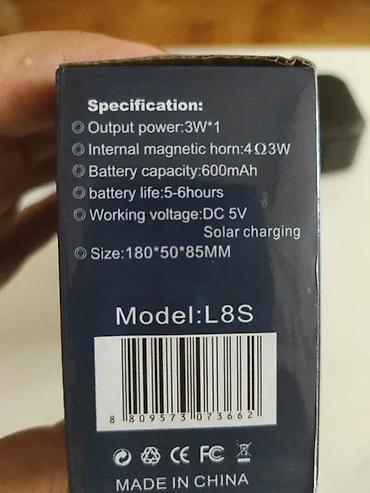 Specification:
Output power:3W*1
Internal magnetic horn:4Ω3W
Battery capacity:600mAh
battery life:5-6hours
Working voltage:DC 5V
Solar charging
Size:180*50*85MM
Model:L8S
8 809573 073662
CE FC
MADE IN CHINA